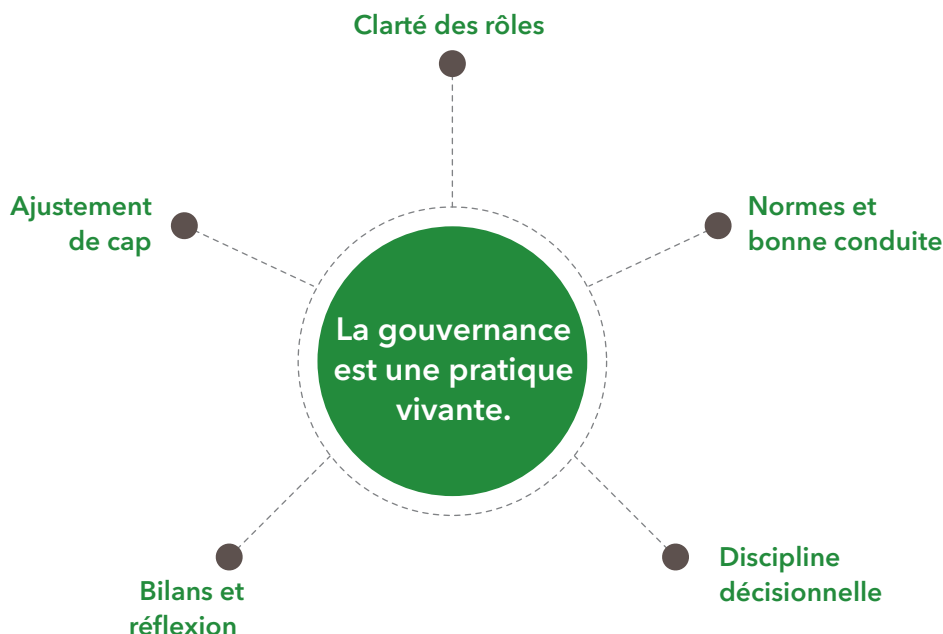 Clarté des rôles
Ajustement
de cap
Normes et
bonne conduite
La gouvernance
est une pratique
vivante.
Bilans et
réflexion
Discipline
décisionnelle